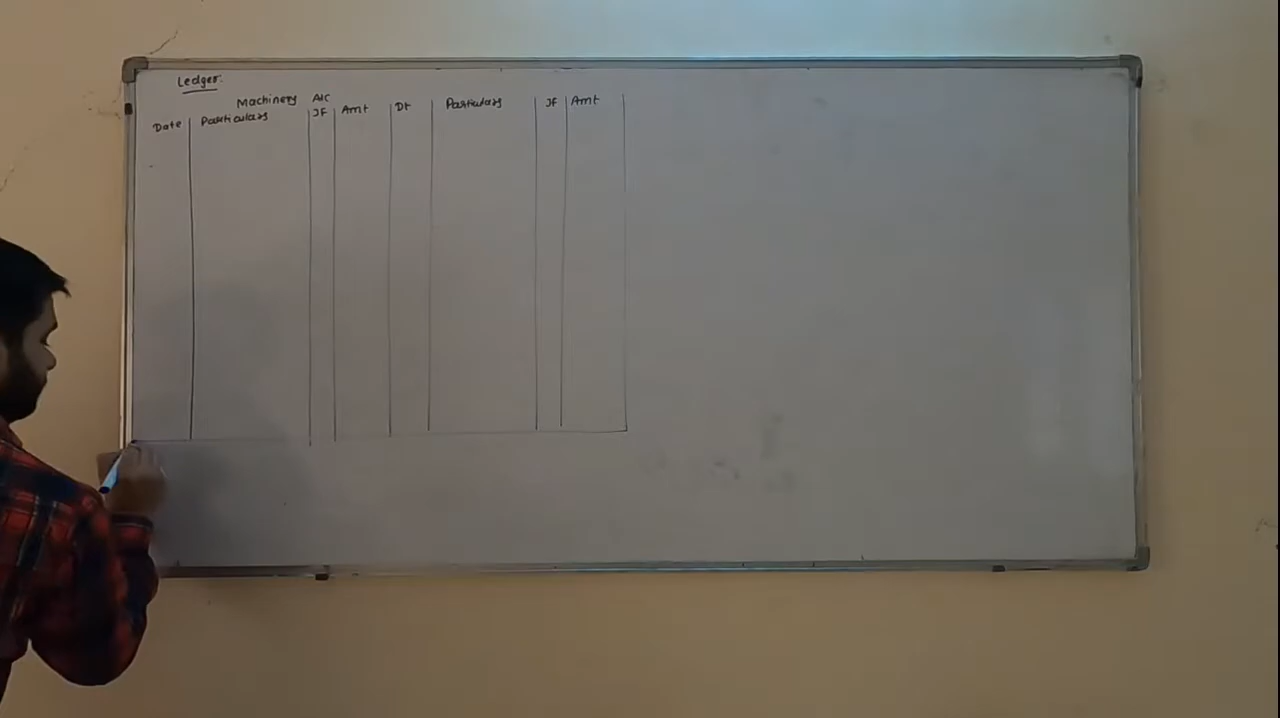 Ledger:
Machinery A/C
Date Particulars JF Amt Dt Particulars JF Amt